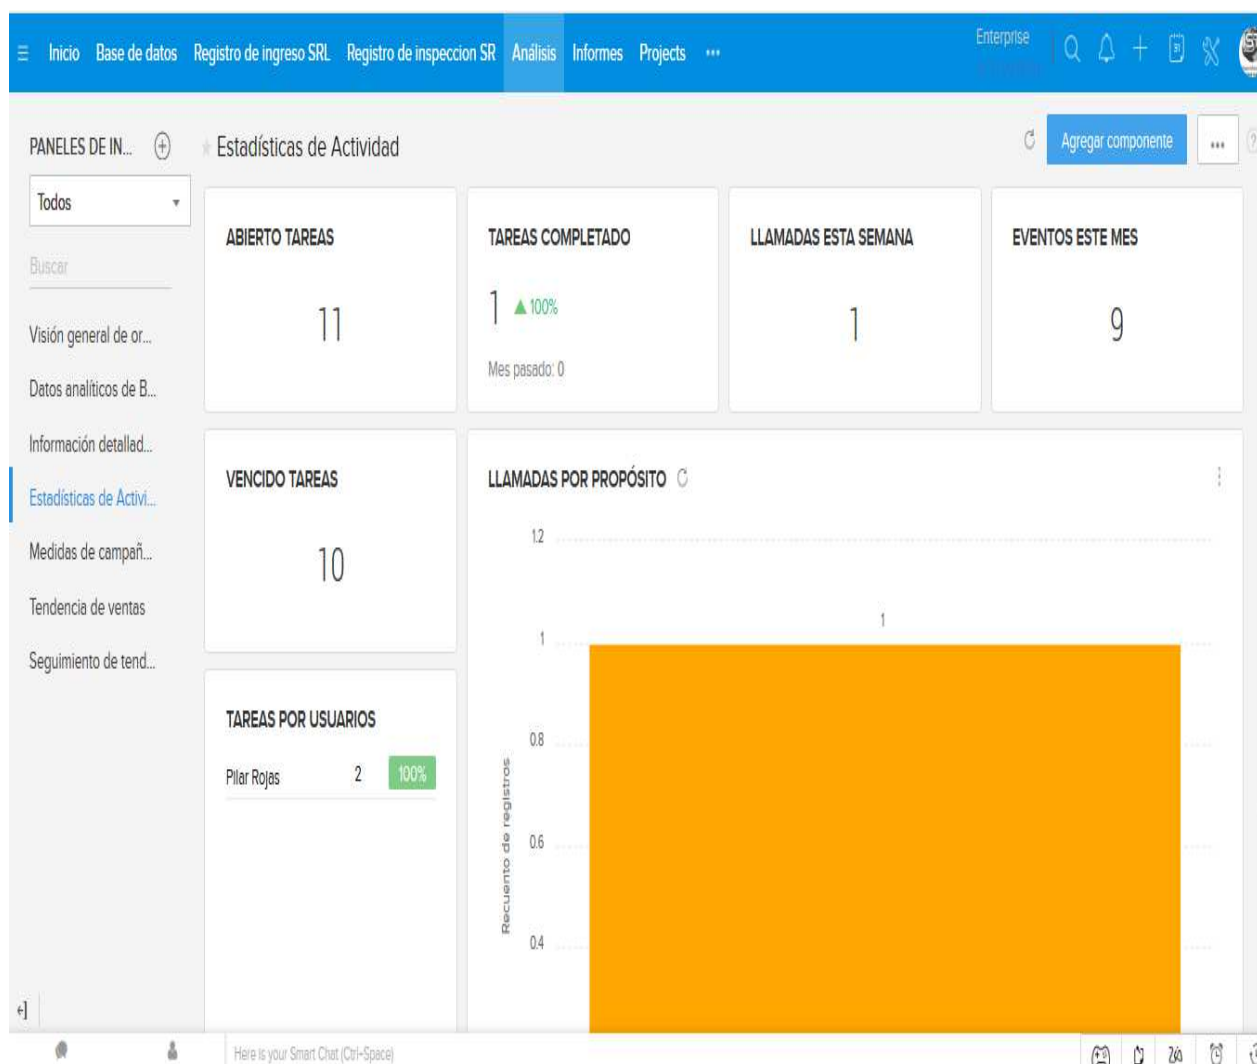 Inicio Base de datos Registro de ingreso SRL Registro de inspeccion SR Análisis Informes Projects ...
Enterprise
31
PANELES DE IN...
Estadísticas de Actividad
Agregar componente
...
?
Todos
Buscar
Visión general de or...
Datos analíticos de B...
Información detallad...
Estadísticas de Activi...
Medidas de campañ...
Tendencia de ventas
Seguimiento de tend...
ABIERTO TAREAS
11
TAREAS COMPLETADO
1 ▲ 100%
Mes pasado: 0
LLAMADAS ESTA SEMANA
1
EVENTOS ESTE MES
9
VENCIDO TAREAS
10
TAREAS POR USUARIOS
Pilar Rojas 2 100%
LLAMADAS POR PROPÓSITO
1.2
1
0.8
0.6
0.4
Recuento de registros
1
Here is your Smart Chat (Ctrl+Space)